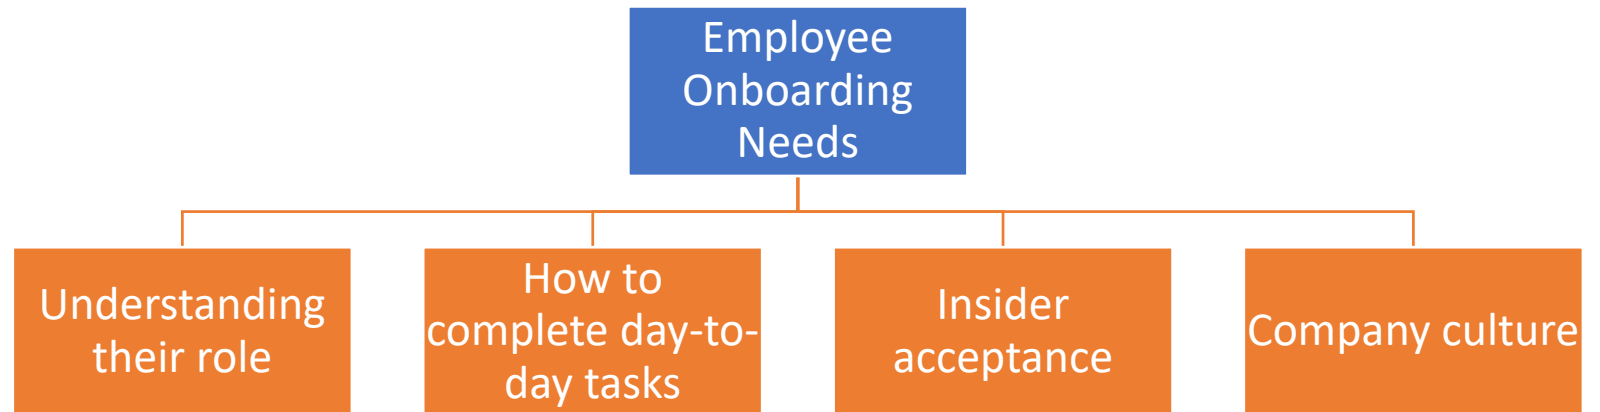 Employee
Onboarding
Needs
Understanding
their role
How to
complete day-to-
day tasks
Insider
acceptance
Company culture